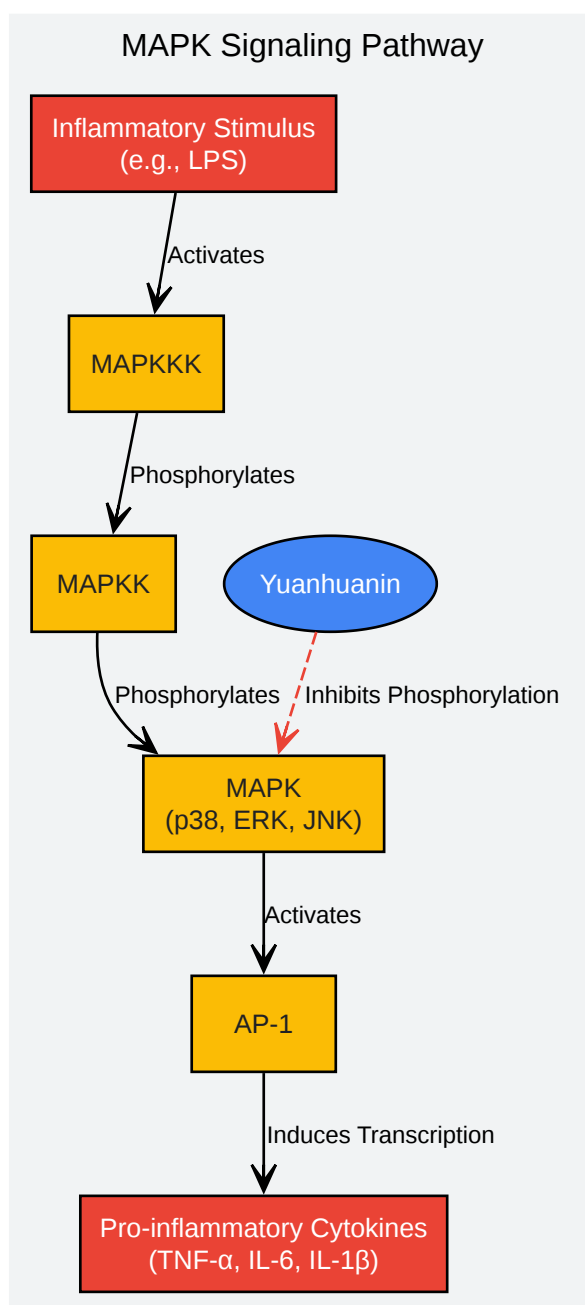 MAPK Signaling Pathway
Inflammatory Stimulus
(e.g., LPS)
Activates
MAPKKK
Phosphorylates
MAPKK
Yuanhuanin
Phosphorylates
Inhibits Phosphorylation
MAPK
(p38, ERK, JNK)
Activates
AP-1
Induces Transcription
Pro-inflammatory Cytokines
(TNF-α, IL-6, IL-1β)